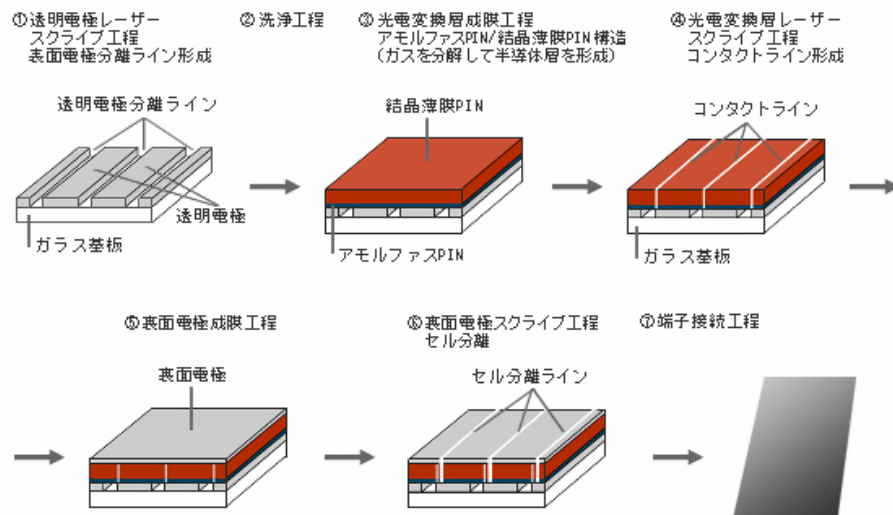 ①透明電極レーザー
スクライブ工程
表面電極分離ライン形成
②洗浄工程
③光電変換層成膜工程
アモルファスPIN/結晶薄膜PIN構造
(ガスを分解して半導体層を形成)
④光電変換層レーザー
スクライブ工程
コンタクトライン形成
透明電極分離ライン
透明電極
ガラス基板
結晶薄膜PIN
アモルファスPIN
コンタクトライン
ガラス基板
⑤裏面電極成膜工程
裏面電極
⑥裏面電極スクライブ工程
セル分離
セル分離ライン
⑦端子接続工程